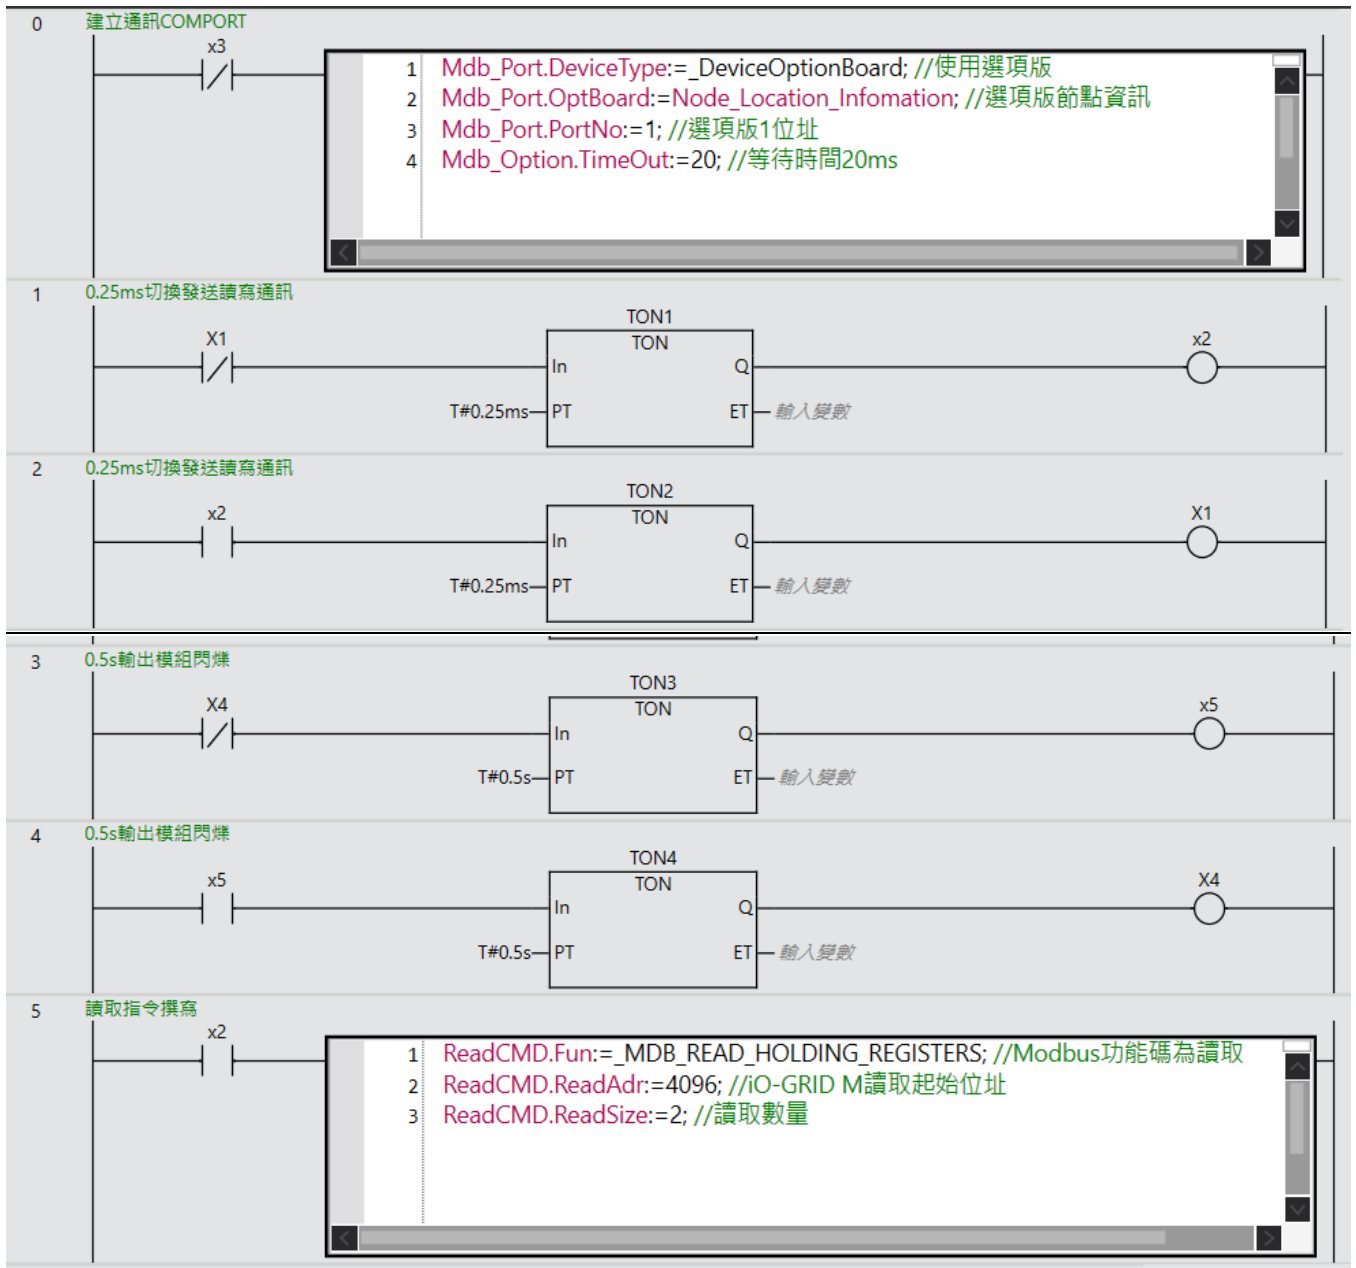 0 建立通訊COMPORT
x3
1 Mdb_Port.DeviceType:=_DeviceOptionBoard; //使用選項版
2 Mdb_Port.OptBoard:=Node_Location_Infomation; //選項版節點資訊
3 Mdb_Port.PortNo:=1; //選項版1位址
4 Mdb_Option.TimeOut:=20; //等待時間20ms
1 0.25ms切換發送讀寫通訊
X1
TON1
TON
x2
In Q
T#0.25ms PT ET 輸入變數
2 0.25ms切換發送讀寫通訊
x2
TON2
TON
X1
In Q
T#0.25ms PT ET 輸入變數
3 0.5s輸出模組閃爍
X4
TON3
TON
x5
In Q
T#0.5s PT ET 輸入變數
4 0.5s輸出模組閃爍
x5
TON4
TON
X4
In Q
T#0.5s PT ET 輸入變數
5 讀取指令撰寫
x2
1 ReadCMD.Fun:=_MDB_READ_HOLDING_REGISTERS; //Modbus功能碼為讀取
2 ReadCMD.ReadAdr:=4096; //iO-GRID M讀取起始位址
3 ReadCMD.ReadSize:=2; //讀取數量